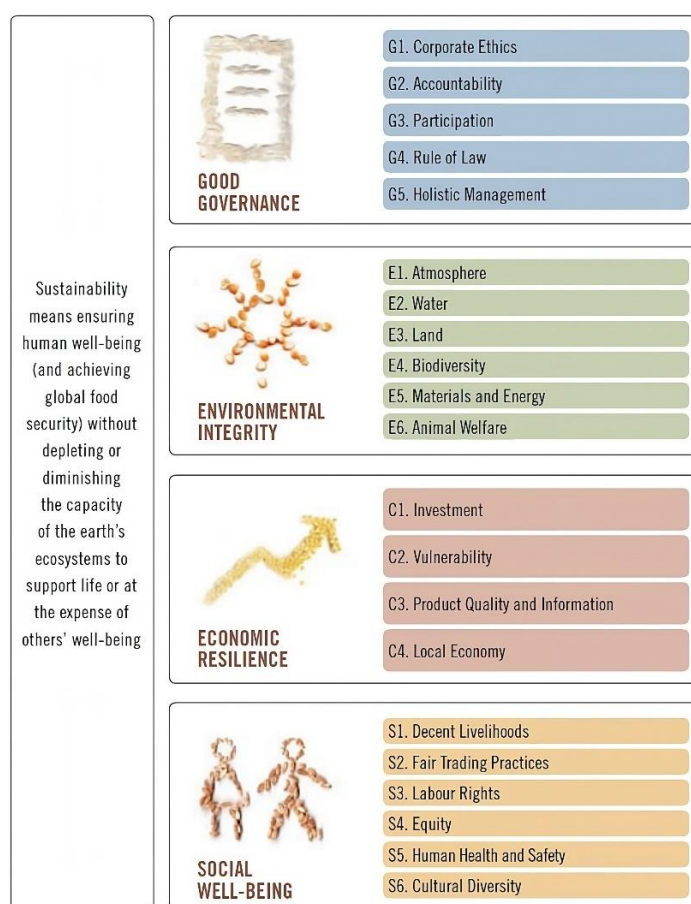 Sustainability
means ensuring
human well-being
(and achieving
global food
security) without
depleting or
diminishing
the capacity
of the earth's
ecosystems to
support life or at
the expense of
others' well-being
GOOD
GOVERNANCE
G1. Corporate Ethics
G2. Accountability
G3. Participation
G4. Rule of Law
G5. Holistic Management
ENVIRONMENTAL
INTEGRITY
E1. Atmosphere
E2. Water
E3. Land
E4. Biodiversity
E5. Materials and Energy
E6. Animal Welfare
ECONOMIC
RESILIENCE
C1. Investment
C2. Vulnerability
C3. Product Quality and Information
C4. Local Economy
SOCIAL
WELL-BEING
S1. Decent Livelihoods
S2. Fair Trading Practices
S3. Labour Rights
S4. Equity
S5. Human Health and Safety
S6. Cultural Diversity